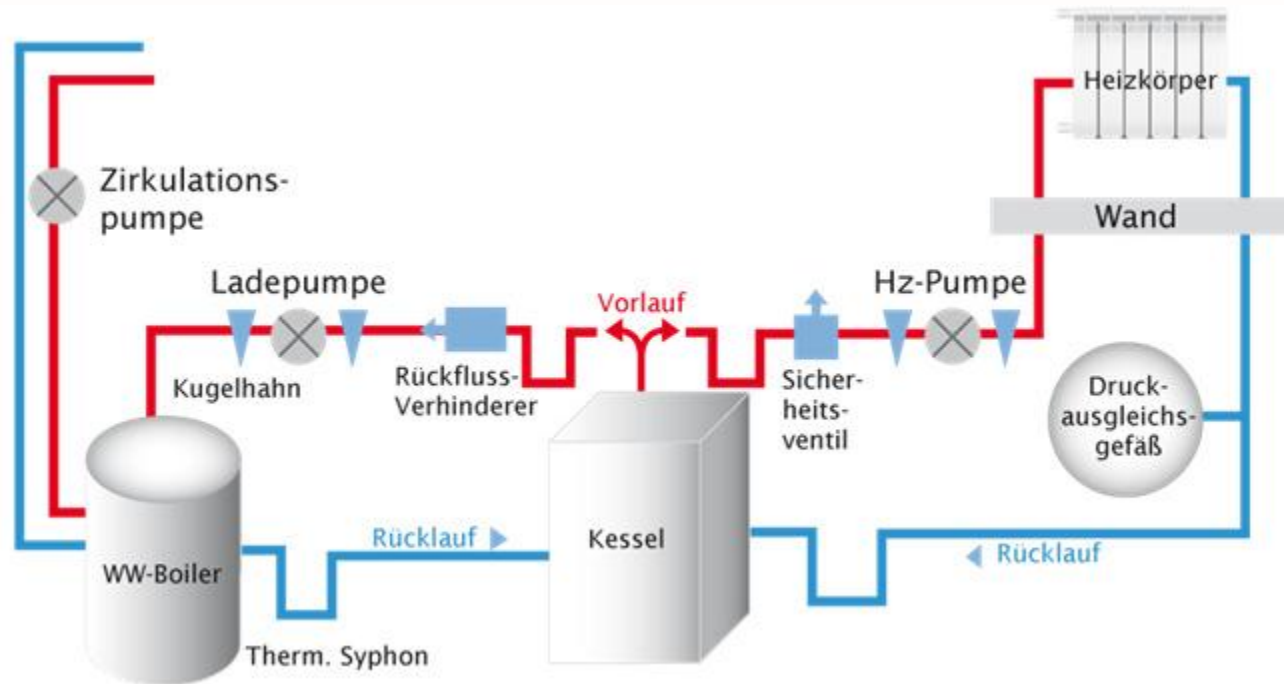 Heizkörper
Zirkulations-
pumpe
Wand
Ladepumpe
Vorlauf
Hz-Pumpe
Kugelhahn
Rückfluss-
Verhinderer
Sicher-
heits-
ventil
Druck-
ausgleichs-
gefäß
Rücklauf
Kessel
Rücklauf
WW-Boiler
Therm. Syphon